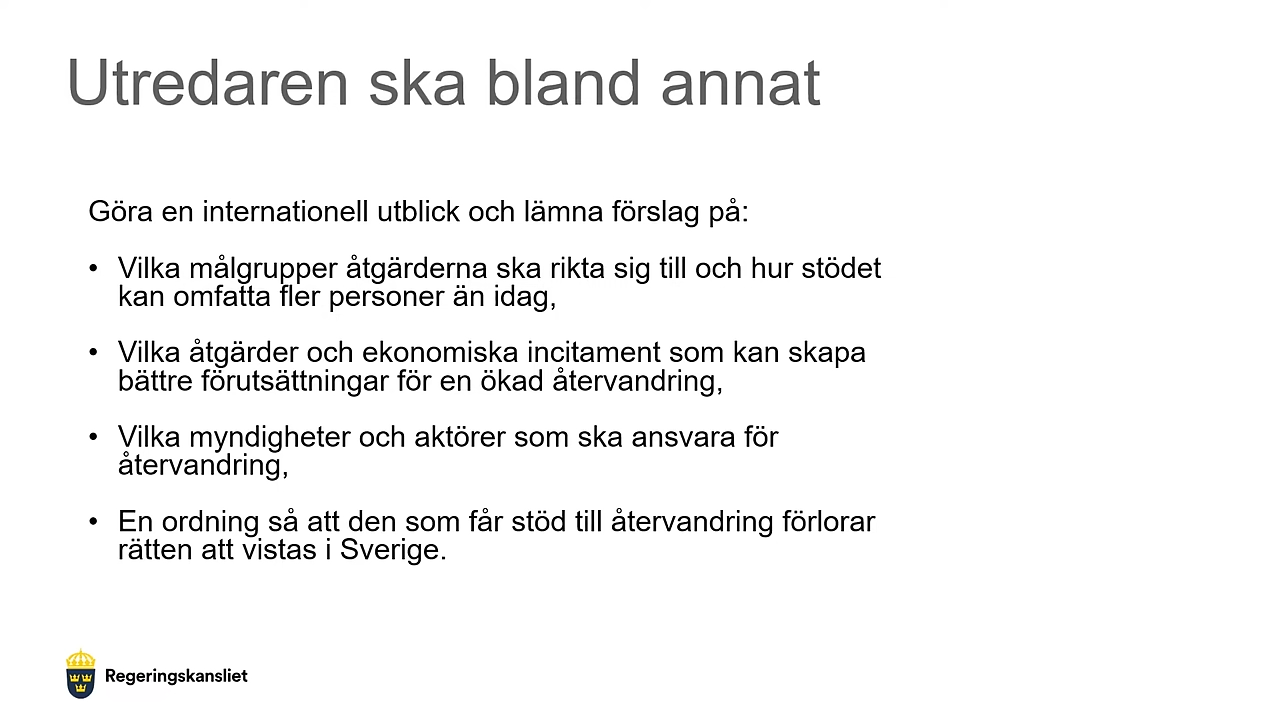 Utredaren ska bland annat
Göra en internationell utblick och lämna förslag på:
• Vilka målgrupper åtgärderna ska rikta sig till och hur stödet
kan omfatta fler personer än idag,
• Vilka åtgärder och ekonomiska incitament som kan skapa
bättre förutsättningar för en ökad återvandring,
• Vilka myndigheter och aktörer som ska ansvara för
återvandring,
• En ordning så att den som får stöd till återvandring förlorar
rätten att vistas i Sverige.
Regeringskansliet